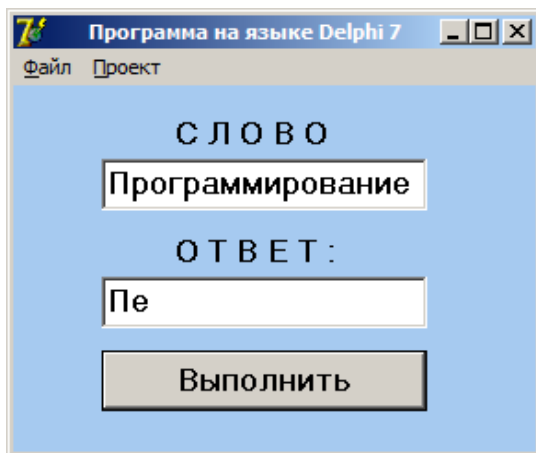 Программа на языке Delphi 7
Файл Проект
С Л О В О
Программирование
О Т В Е Т :
Пе
Выполнить